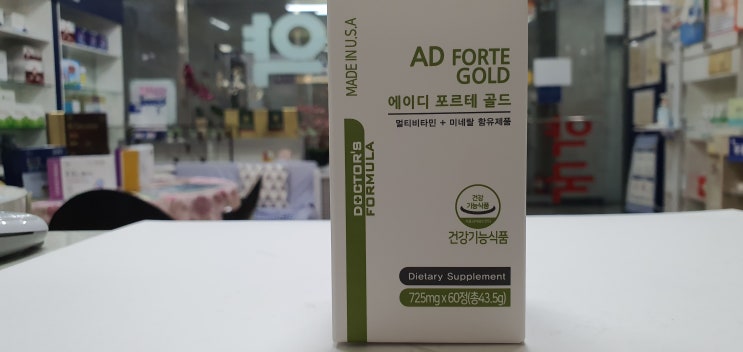 MADE IN U.S.A
AD FORTE
GOLD
에이디 포르테 골드
멀티비타민 + 미네랄 함유제품
DOCTOR'S
FORMULA
건강
기능식품
건강기능식품
Dietary Supplement
725mg x 60정(총43.5g)